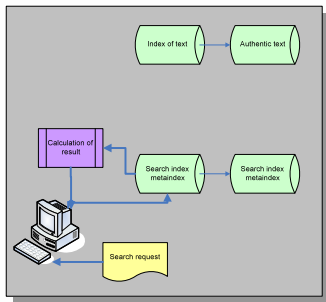 Index of text
Authentic text
Calculation of
result
Search index
metaindex
Search index
metaindex
Search request